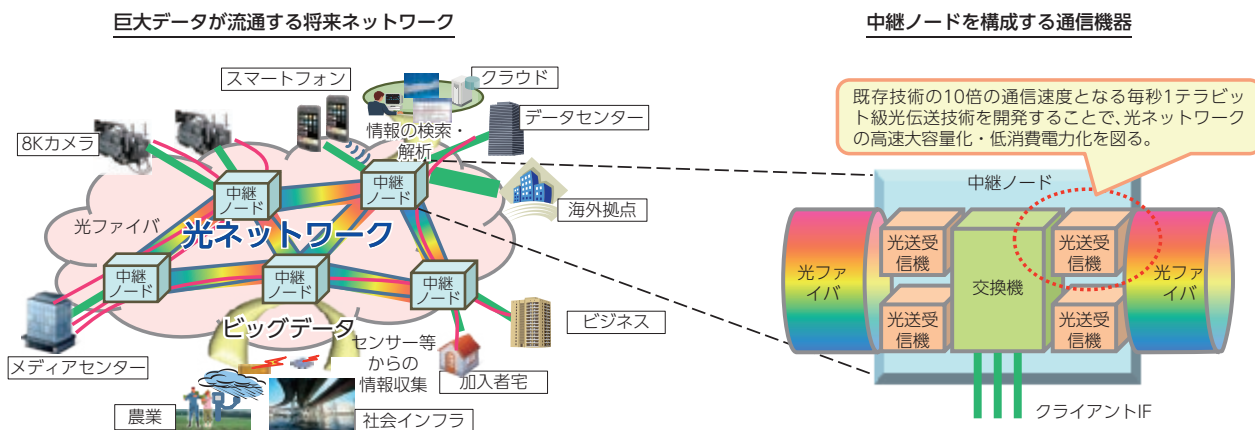 巨大データが流通する将来ネットワーク
スマートフォン
クラウド
8Kカメラ
情報の検索・
解析
データセンター
中継
ノード
中継
ノード
海外拠点
光ファイバ
光ネットワーク
中継
ノード
中継
ノード
中継
ノード
ビッグデータ
ビジネス
メディアセンター
センサー等
からの
情報収集
加入者宅
農業
社会インフラ
中継ノードを構成する通信機器
既存技術の10倍の通信速度となる毎秒1テラビッ
ト級光伝送技術を開発することで、光ネットワーク
の高速大容量化・低消費電力化を図る。
中継ノード
光ファ
イバ
光送受
信機
光送受
信機
交換機
光送受
信機
光送受
信機
光ファ
イバ
クライアントIF